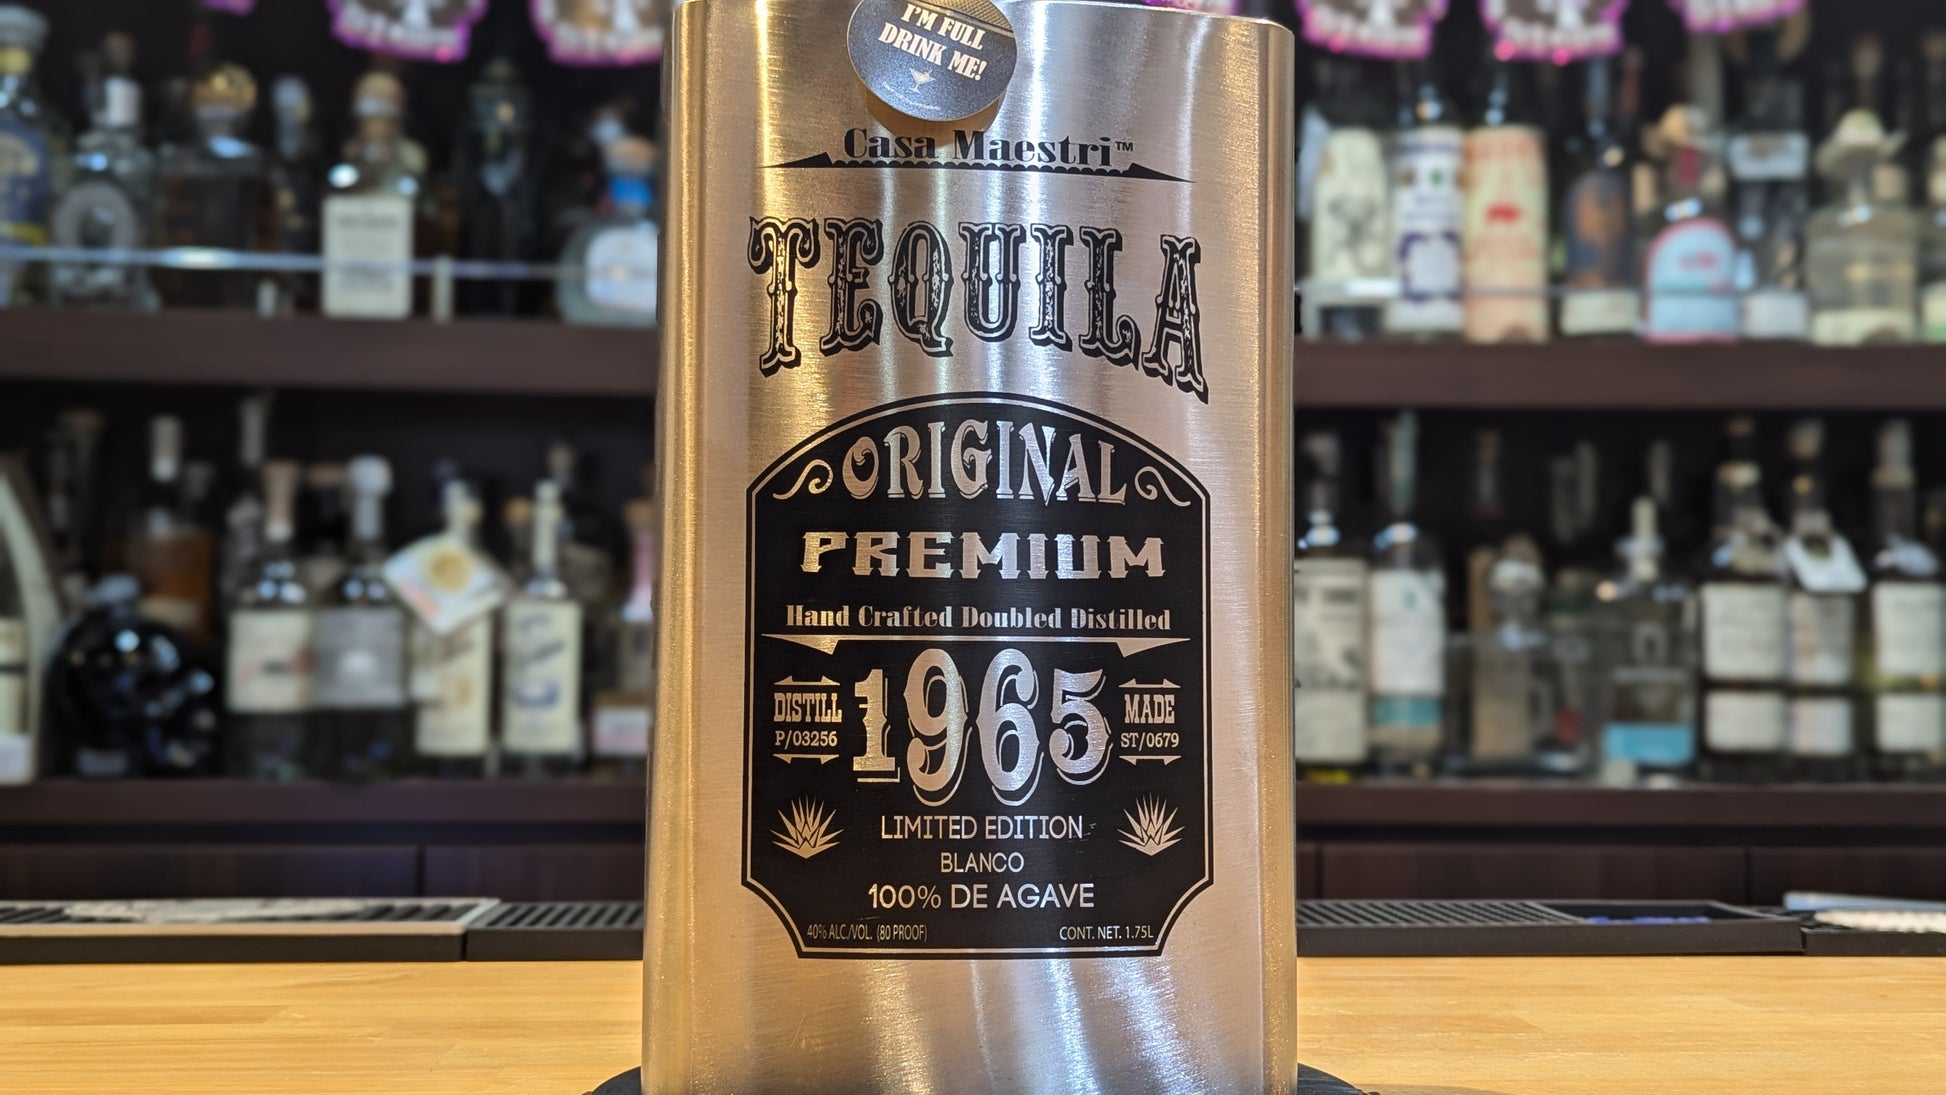 I'M FULL
DRINK ME!
Casa Maestri™
TEQUILA
ORIGINAL
PREMIUM
Hand Crafted Doubled Distilled
DISTILL
P/03256
1965
MADE
ST/0679
LIMITED EDITION
BLANCO
100% DE AGAVE
40% ALC./VOL. (80 PROOF)
CONT. NET. 1.75L